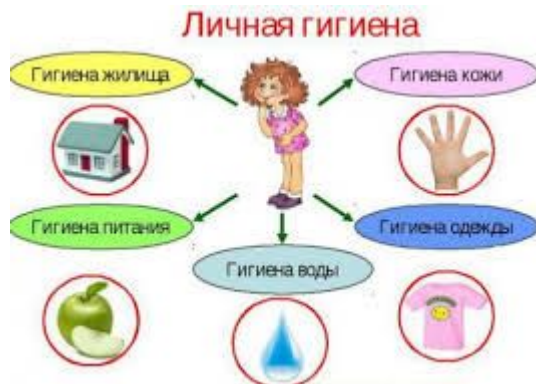 Личная гигиена
Гигиена жилища
Гигиена кожи
Гигиена питания
Гигиена одежды
Гигиена воды